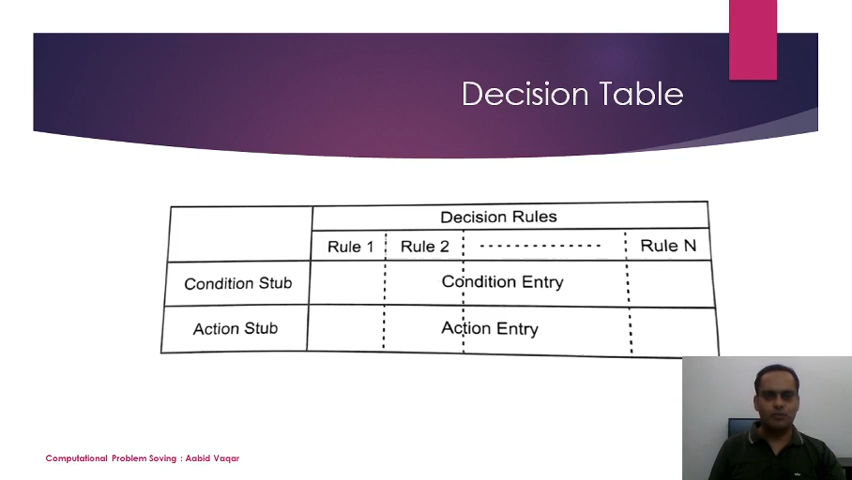 Decision Table
Decision Rules
Rule 1 Rule 2 Rule N
Condition Stub Condition Entry
Action Stub Action Entry
Computational Problem Soving : Aabid Vaqar